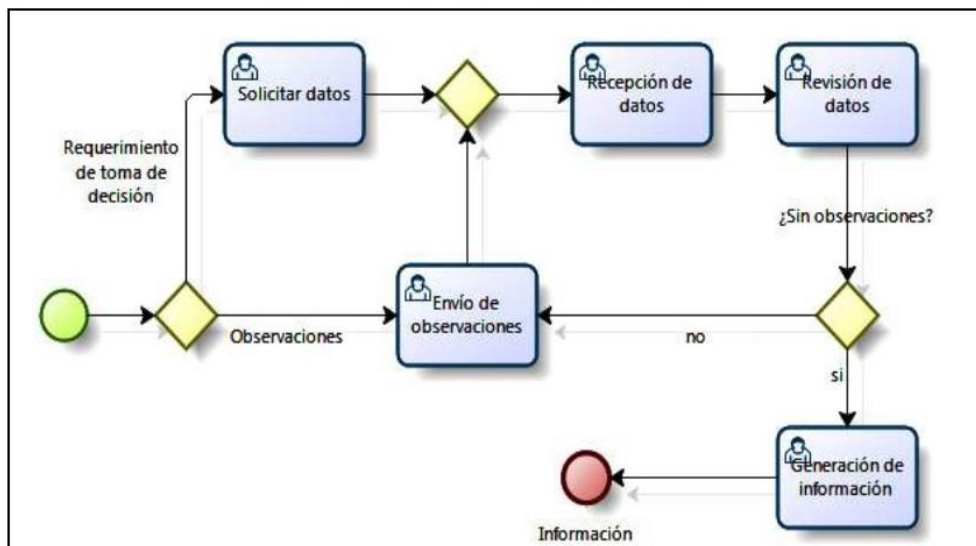 Solicitar datos
Recepción de
datos
Revisión de
datos
Requerimiento
de toma de
decisión
¿Sin observaciones?
Envío de
observaciones
Observaciones
no
si
Generación de
información
Información